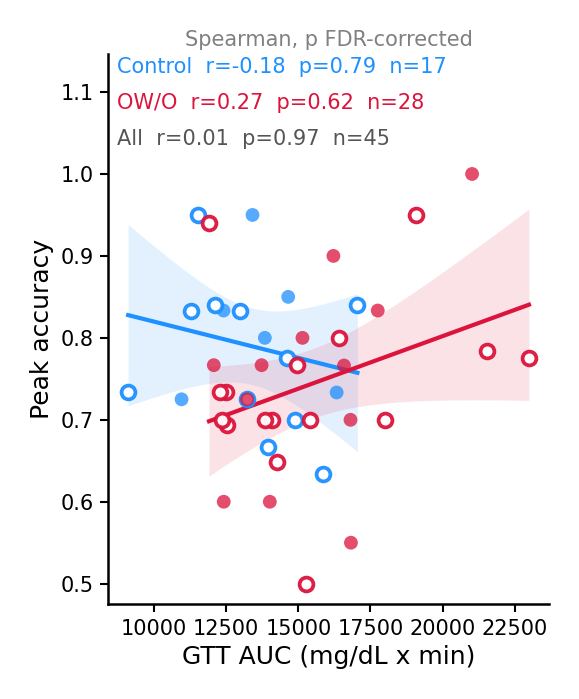 Spearman, p FDR-corrected
Control  r=-0.18  p=0.79  n=17
OW/O  r=0.27  p=0.62  n=28
All  r=0.01  p=0.97  n=45
1.1
1.0
0.9
0.8
0.7
0.6
0.5
Peak accuracy
10000 12500 15000 17500 20000 22500
GTT AUC (mg/dL x min)